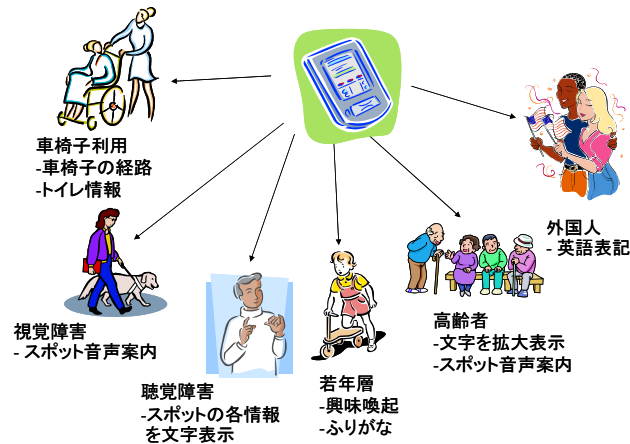 車椅子利用
-車椅子の経路
-トイレ情報
外国人
- 英語表記
視覚障害
- スポット音声案内
聴覚障害
-スポットの各情報
を文字表示
若年層
-興味喚起
-ふりがな
高齢者
-文字を拡大表示
-スポット音声案内